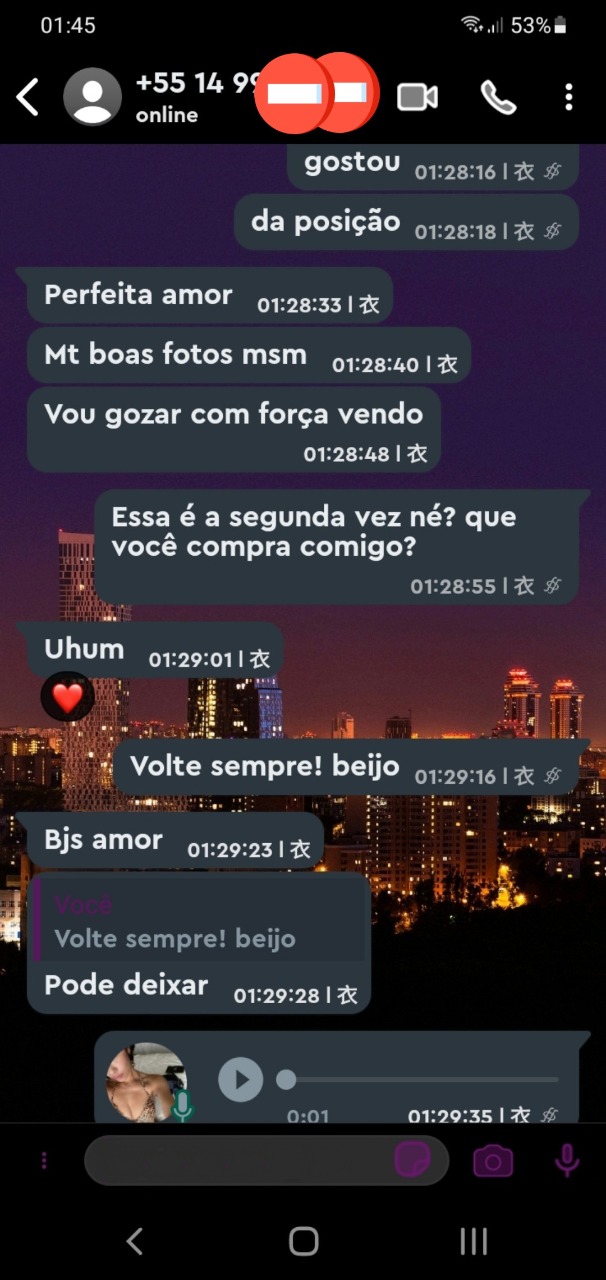 01:45
53%
+55 14 99
online
gostou
01:28:16 | 衣
da posição
01:28:18 | 衣
Perfeita amor
01:28:33 | 衣
Mt boas fotos msm
01:28:40 | 衣
Vou gozar com força vendo
01:28:48 | 衣
Essa é a segunda vez né? que
você compra comigo?
01:28:55 | 衣
Uhum
01:29:01 | 衣
Volte sempre! beijo
01:29:16 | 衣
Bjs amor
01:29:23 | 衣
Você
Volte sempre! beijo
Pode deixar
01:29:28 | 衣
0:01
01:29:35 | 衣